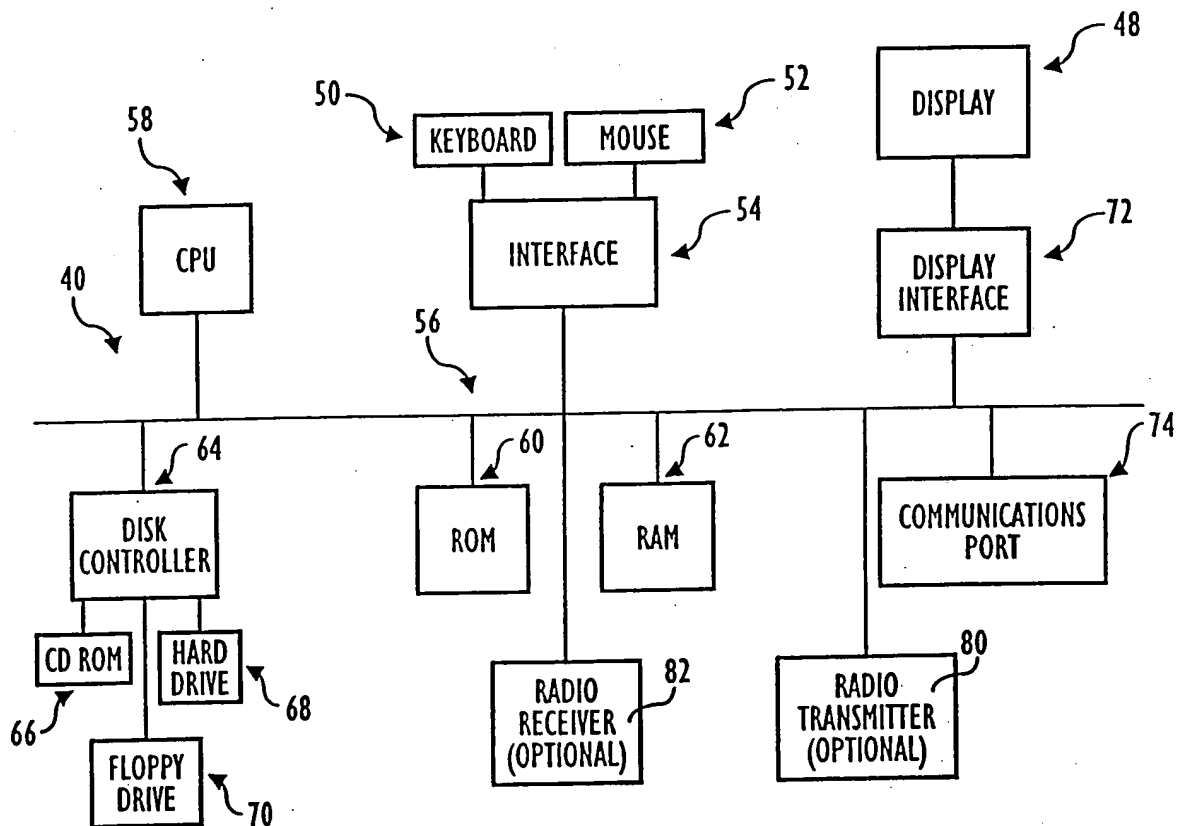 48
DISPLAY
50
KEYBOARD
MOUSE
52
58
CPU
INTERFACE
54
72
DISPLAY
INTERFACE
40
56
64
60
62
74
DISK
CONTROLLER
ROM
RAM
COMMUNICATIONS
PORT
CD ROM
66
HARD
DRIVE
68
FLOPPY
DRIVE
70
RADIO
RECEIVER
(OPTIONAL)
82
RADIO
TRANSMITTER
(OPTIONAL)
80